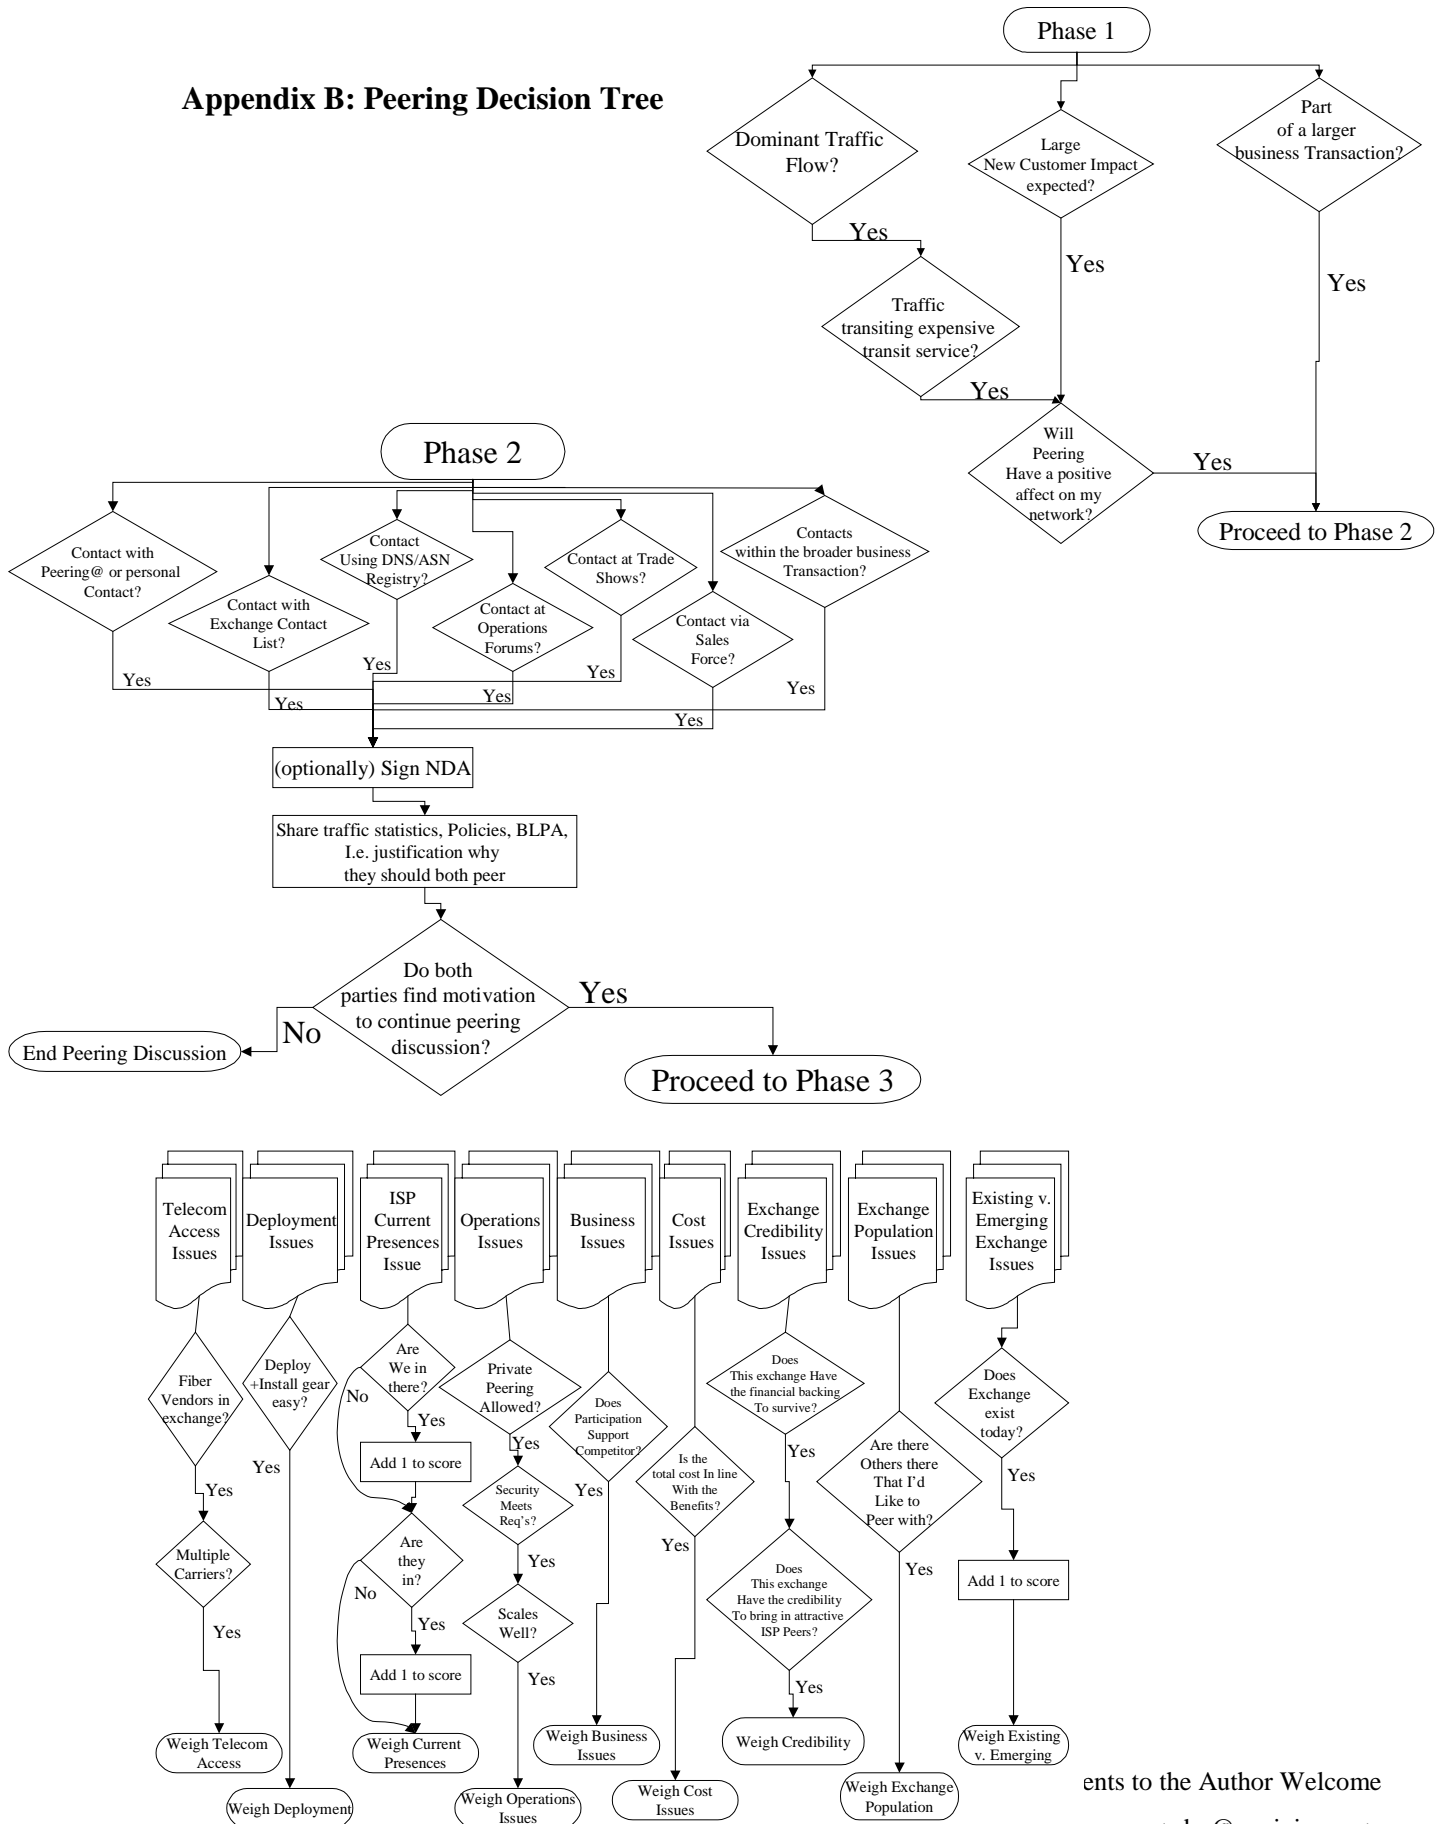 Phase 1
Appendix B: Peering Decision Tree
Dominant Traffic
Flow?
Large
New Customer Impact
expected?
Part
of a larger
business Transaction?
Yes
Yes
Yes
Traffic
transiting expensive
transit service?
Yes
Will
Peering
Have a positive
affect on my
network?
Yes
Proceed to Phase 2
Phase 2
Contact with
Peering@ or personal
Contact?
Contact with
Exchange Contact
List?
Contact
Using DNS/ASN
Registry?
Contact at
Operations
Forums?
Contact at Trade
Shows?
Contact via
Sales
Force?
Contacts
within the broader business
Transaction?
Yes
Yes
Yes
Yes
Yes
Yes
Yes
(optionally) Sign NDA
Share traffic statistics, Policies, BLPA,
I.e. justification why
they should both peer
Do both
parties find motivation
to continue peering
discussion?
Yes
No
End Peering Discussion
Proceed to Phase 3
Telecom
Access
Issues
Fiber
Vendors in
exchange?
Yes
Multiple
Carriers?
Yes
Weigh Telecom
Access
Deployment
Issues
Deploy
+Install gear
easy?
Yes
Weigh Deployment
ISP
Current
Presences
Issue
Are
We in
there?
No
Yes
Add 1 to score
Are
they
in?
No
Yes
Add 1 to score
Weigh Current
Presences
Operations
Issues
Private
Peering
Allowed?
Yes
Security
Meets
Req's?
Yes
Scales
Well?
Yes
Weigh Operations
Issues
Business
Issues
Does
Participation
Support
Competitor?
Yes
Weigh Business
Issues
Cost
Issues
Is the
total cost In line
With the
Benefits?
Yes
Weigh Cost
Issues
Exchange
Credibility
Issues
Does
This exchange Have
the financial backing
To survive?
Yes
Does
This exchange
Have the credibility
To bring in attractive
ISP Peers?
Yes
Weigh Credibility
Exchange
Population
Issues
Are there
Others there
That I'd
Like to
Peer with?
Yes
Weigh Exchange
Population
Existing v.
Emerging
Exchange
Issues
Does
Exchange
exist
today?
Yes
Add 1 to score
Weigh Existing
v. Emerging
ents to the Author Welcome